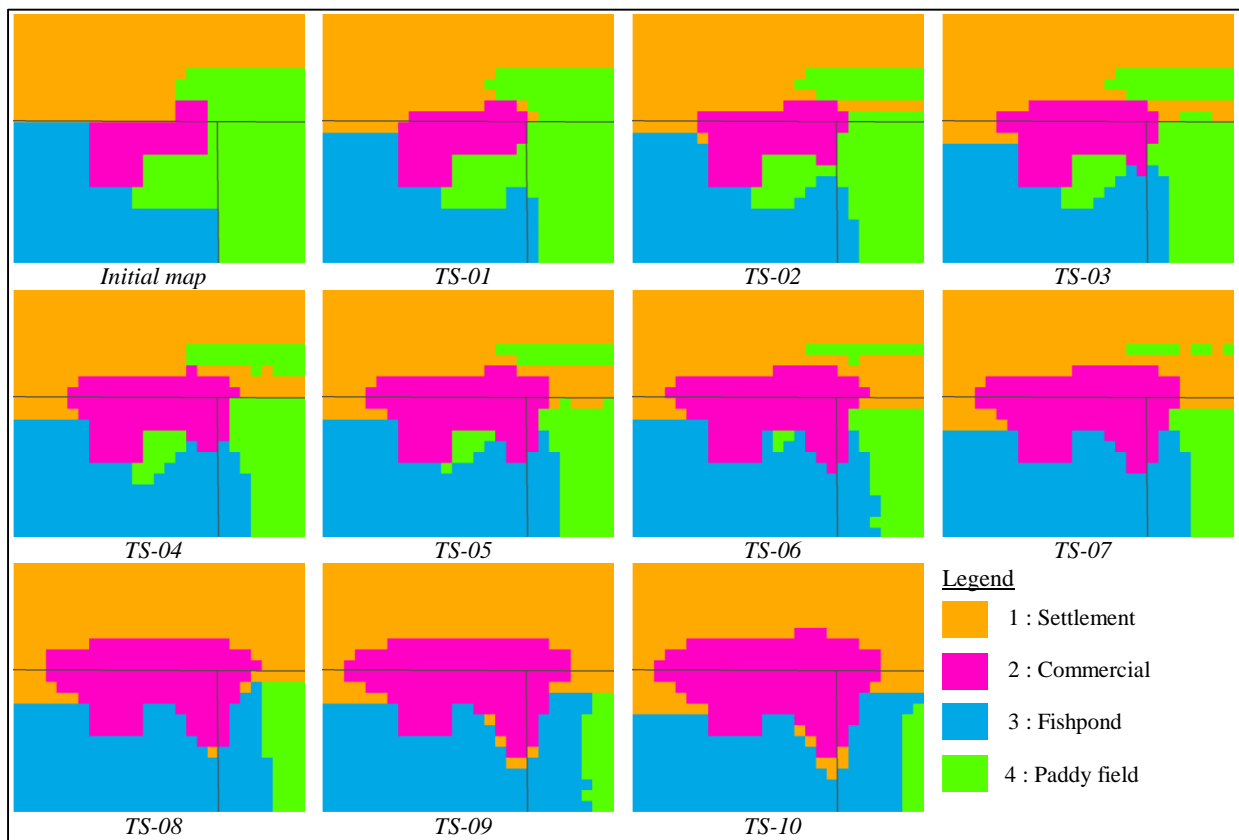 Initial map
TS-01
TS-02
TS-03
TS-04
TS-05
TS-06
TS-07
TS-08
TS-09
TS-10
Legend
1 : Settlement
2 : Commercial
3 : Fishpond
4 : Paddy field